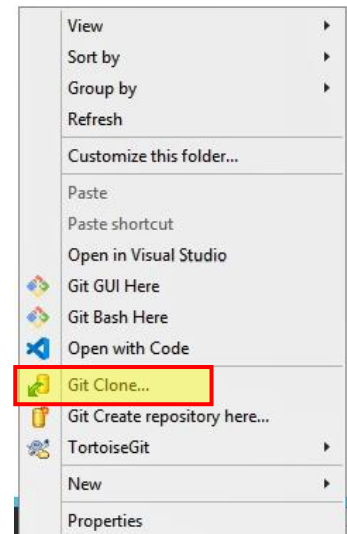 View
Sort by
Group by
Refresh
Customize this folder...
Paste
Paste shortcut
Open in Visual Studio
Git GUI Here
Git Bash Here
Open with Code
Git Clone...
Git Create repository here...
TortoiseGit
New
Properties